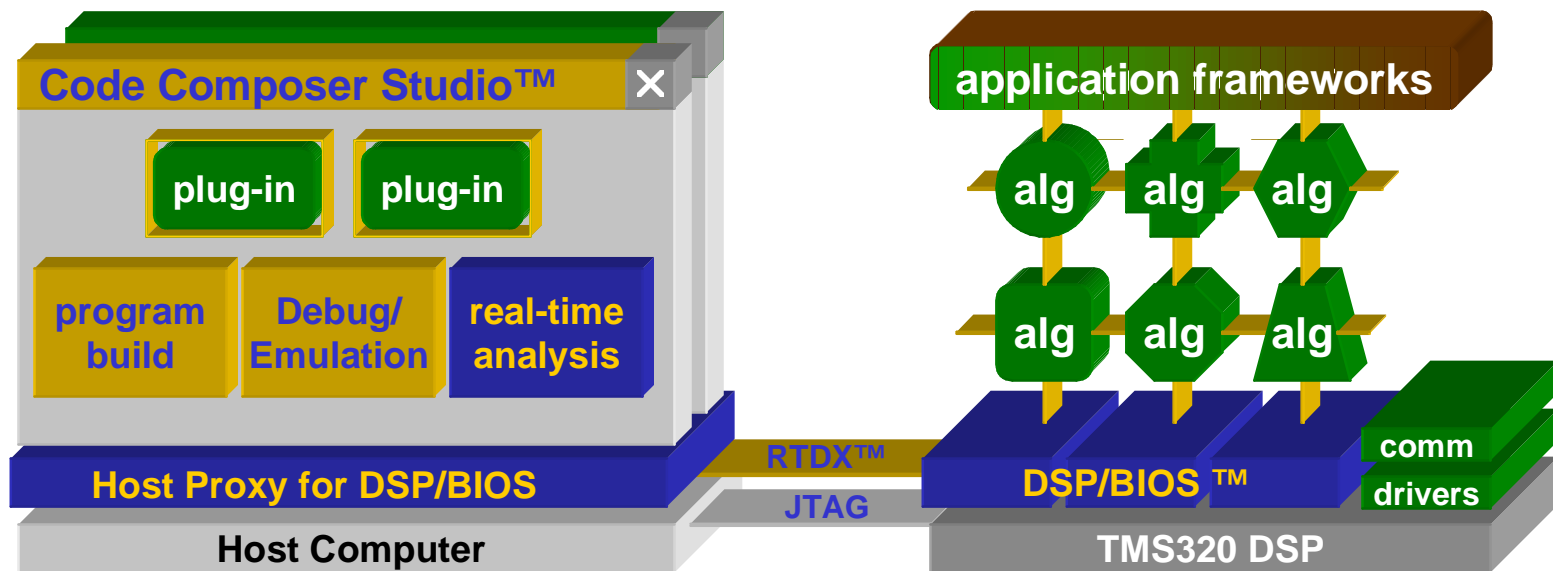 Code Composer Studio™
plug-in
plug-in
program
build
Debug/
Emulation
real-time
analysis
Host Proxy for DSP/BIOS
Host Computer
RTDX™
JTAG
application frameworks
alg
alg
alg
alg
alg
alg
DSP/BIOS ™
comm
drivers
TMS320 DSP